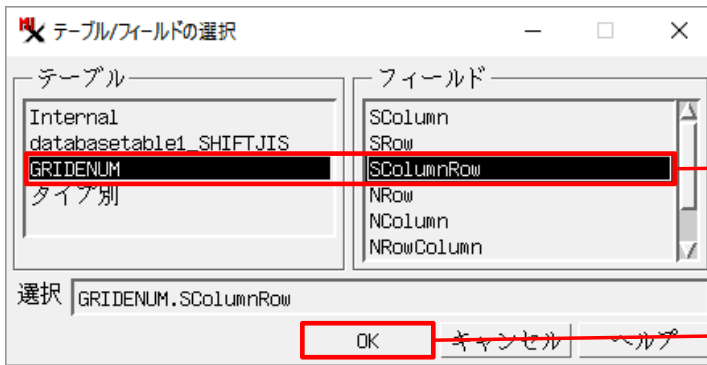 テーブル/フィールドの選択
テーブル
Internal
databasetable1_SHIFTJIS
GRIDENUM
タイプ別
フィールド
SColumn
SRow
SColumnRow
NRow
NColumn
NRowColumn
選択 GRIDENUM.SColumnRow
OK キャンセル ヘルプ